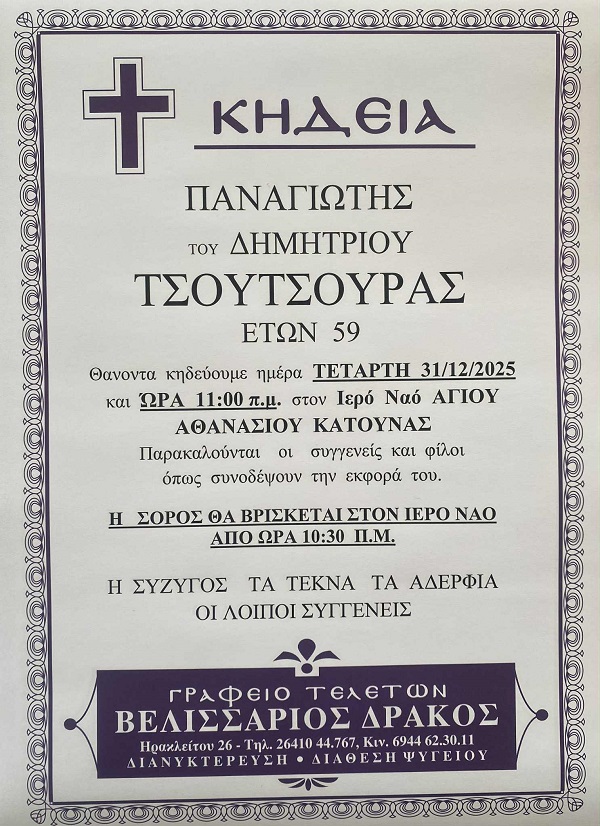 ΚΗΔΕΙΑ
ΠΑΝΑΓΙΩΤΗΣ
ΤΟΥ ΔΗΜΗΤΡΙΟΥ
ΤΣΟΥΤΣΟΥΡΑΣ
ΕΤΩΝ 59
Θανοντα κηδεύουμε ημέρα ΤΕΤΑΡΤΗ 31/12/2025
και ΏΡΑ 11:00 π.μ. στον Ιερό Ναό ΑΓΙΟΥ
ΑΘΑΝΑΣΙΟΥ ΚΑΤΟΥΝΑΣ
Παρακαλούνται οι συγγενείς και φίλοι
όπως συνοδέψουν την εκφορά του.
Η ΣΟΡΟΣ ΘΑ ΒΡΙΣΚΕΤΑΙ ΣΤΟΝ ΙΕΡΟ ΝΑΟ
ΑΠΟ ΩΡΑ 10:30 Π.Μ.
Η ΣΥΖΥΓΟΣ ΤΑ ΤΕΚΝΑ ΤΑ ΑΔΕΡΦΙΑ
ΟΙ ΛΟΙΠΟΙ ΣΥΓΓΕΝΕΙΣ
ΓΡΑΦΕΙΟ ΤΕΛΕΤΩΝ
ΒΕΛΙΣΣΑΡΙΟΣ ΔΡΑΚΟΣ
Ηρακλείτου 26 - Τηλ. 26410 44.767, Κιν. 6944 62.30.11
ΔΙΑΝΥΚΤΕΡΕΥΣΗ • ΔΙΑΘΕΣΗ ΨΥΓΕΙΟΥ